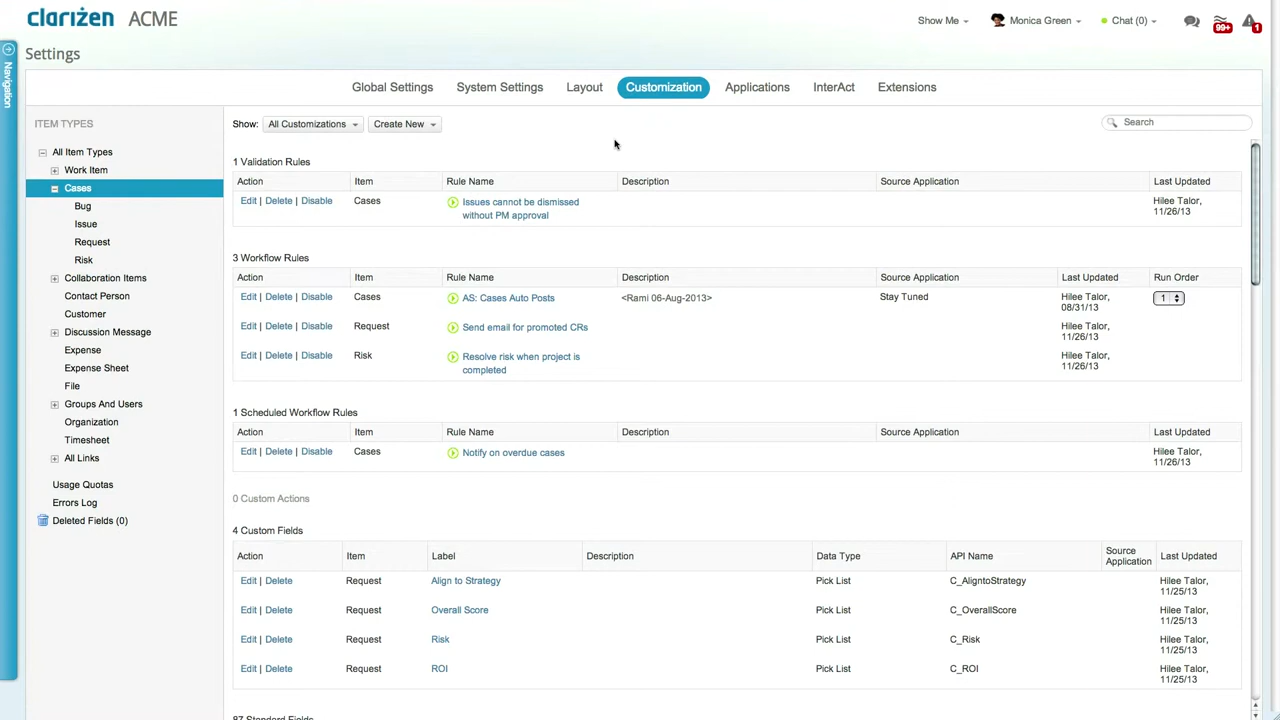 clarizen ACME
Show Me
Monica Green
Chat (0)
99+
1
Settings
Navigation
Global Settings
System Settings
Layout
Customization
Applications
InterAct
Extensions
ITEM TYPES
All Item Types
Work Item
Cases
Bug
Issue
Request
Risk
Collaboration Items
Contact Person
Customer
Discussion Message
Expense
Expense Sheet
File
Groups And Users
Organization
Timesheet
All Links
Usage Quotas
Errors Log
Deleted Fields (0)
Show: All Customizations Create New
Search
1 Validation Rules
Action Item Rule Name Description Source Application Last Updated
Edit | Delete | Disable Cases Issues cannot be dismissed Hilee Talor,
without PM approval 11/26/13
3 Workflow Rules
Action Item Rule Name Description Source Application Last Updated Run Order
Edit | Delete | Disable Cases AS: Cases Auto Posts <Rami 06-Aug-2013> Stay Tuned Hilee Talor, 1
08/31/13
Edit | Delete | Disable Request Send email for promoted CRs Hilee Talor,
11/26/13
Edit | Delete | Disable Risk Resolve risk when project is Hilee Talor,
completed 11/26/13
1 Scheduled Workflow Rules
Action Item Rule Name Description Source Application Last Updated
Edit | Delete | Disable Cases Notify on overdue cases Hilee Talor,
11/26/13
0 Custom Actions
4 Custom Fields
Action Item Label Description Data Type API Name Source Application Last Updated
Edit | Delete Request Align to Strategy Pick List C_AligntoStrategy Hilee Talor,
11/25/13
Edit | Delete Request Overall Score Pick List C_OverallScore Hilee Talor,
11/25/13
Edit | Delete Request Risk Pick List C_Risk Hilee Talor,
11/25/13
Edit | Delete Request ROI Pick List C_ROI Hilee Talor,
11/25/13
87 Standard Fields